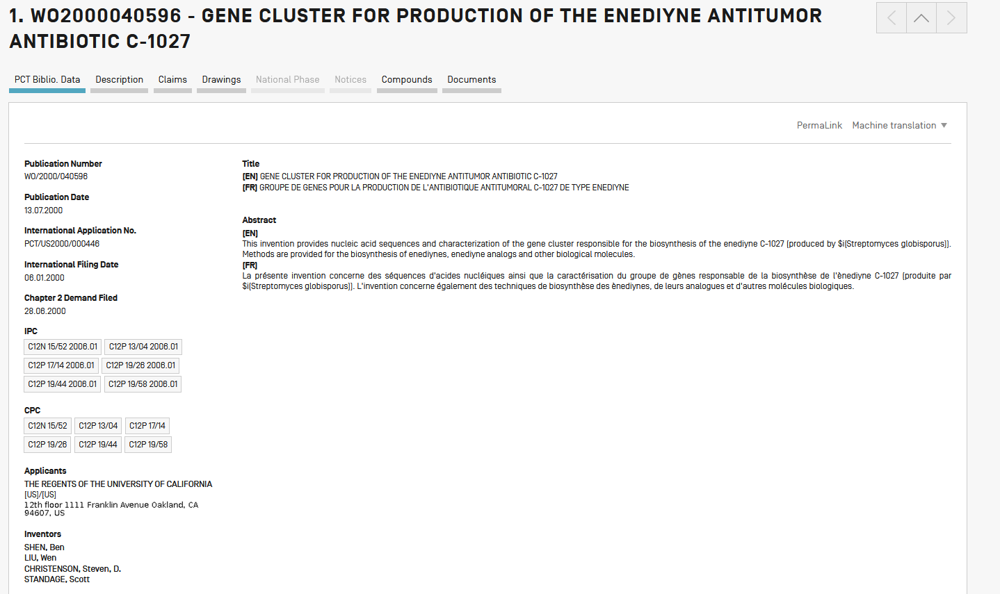 1. WO2000040596 - GENE CLUSTER FOR PRODUCTION OF THE ENEDIYNE ANTITUMOR
ANTIBIOTIC C-1027
PCT Biblio. Data Description Claims Drawings National Phase Notices Compounds Documents
PermaLink Machine translation
Publication Number
WO/2000/040596
Publication Date
13.07.2000
International Application No.
PCT/US2000/000446
International Filing Date
06.01.2000
Chapter 2 Demand Filed
28.06.2000
IPC
C12N 15/52 2006.01 C12P 13/04 2006.01
C12P 17/14 2006.01 C12P 19/26 2006.01
C12P 19/44 2006.01 C12P 19/58 2006.01
CPC
C12N 15/52 C12P 13/04 C12P 17/14
C12P 19/26 C12P 19/44 C12P 19/58
Applicants
THE REGENTS OF THE UNIVERSITY OF CALIFORNIA
[US]/[US]
12th floor 1111 Franklin Avenue Oakland, CA
94607, US
Inventors
SHEN, Ben
LIU, Wen
CHRISTENSON, Steven, D.
STANDAGE, Scott
Title
[EN] GENE CLUSTER FOR PRODUCTION OF THE ENEDIYNE ANTITUMOR ANTIBIOTIC C-1027
[FR] GROUPE DE GENES POUR LA PRODUCTION DE L'ANTIBIOTIQUE ANTITUMORAL C-1027 DE TYPE ENEDIYNE
Abstract
[EN]
This invention provides nucleic acid sequences and characterization of the gene cluster responsible for the biosynthesis of the enediyne C-1027 (produced by $i(Streptomyces globisporus)).
Methods are provided for the biosynthesis of enediynes, enediyne analogs and other biological molecules.
[FR]
La présente invention concerne des séquences d'acides nucléiques ainsi que la caractérisation du groupe de gènes responsable de la biosynthèse de l'ènediyne C-1027 (produite par
$i(Streptomyces globisporus)). L'invention concerne également des techniques de biosynthèse des ènediynes, de leurs analogues et d'autres molécules biologiques.